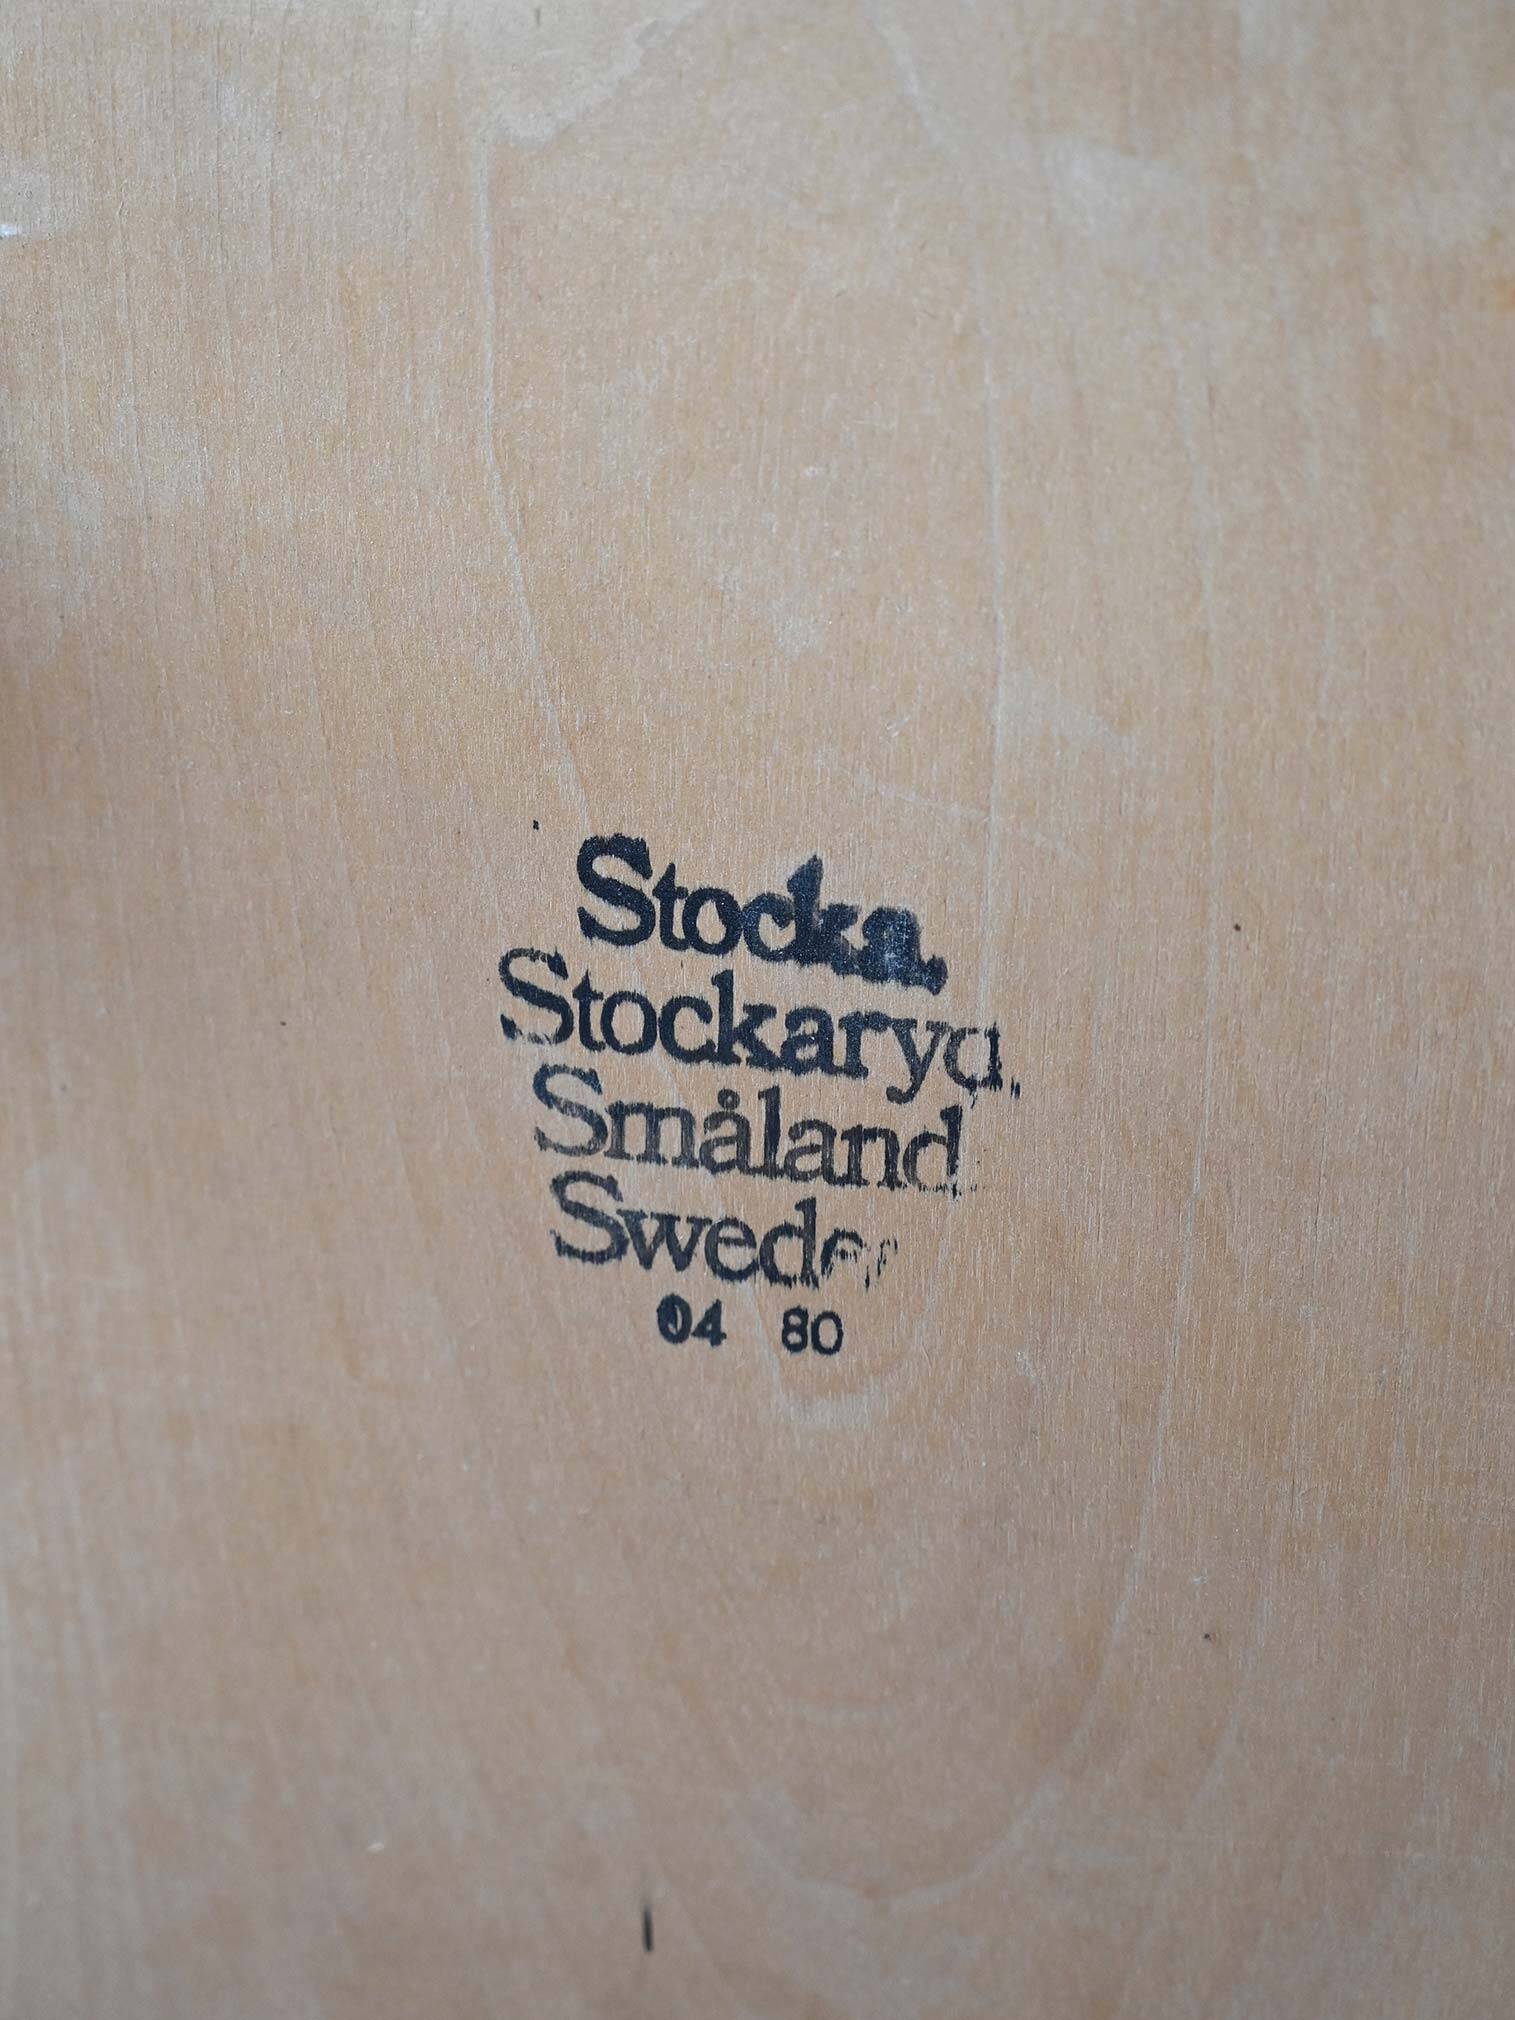 Stocka.
Stockaryd.
Småland.
Sweden
04 80